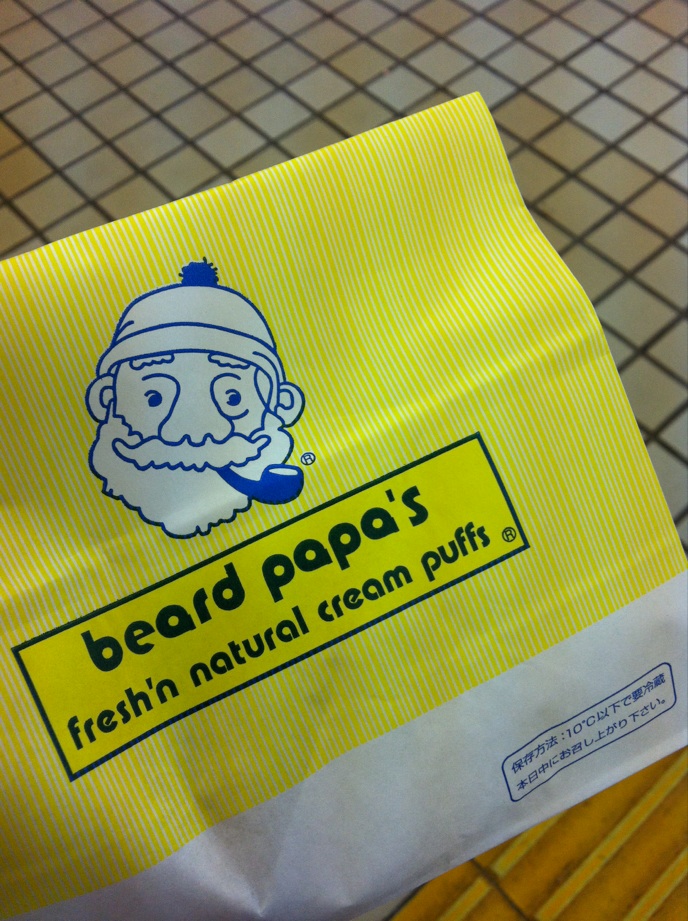 ®
beard papa's
fresh'n natural cream puffs ®
保存方法:10℃以下で要冷蔵
本日中にお召し上がり下さい。